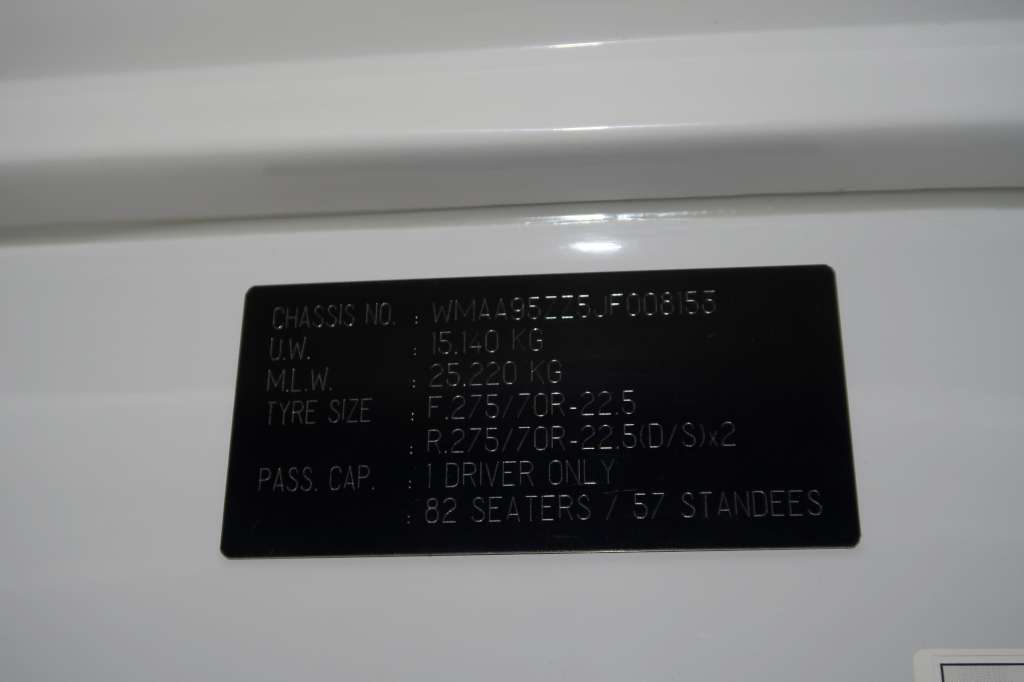 CHASSIS NO. : WMAA95ZZ5JF008153
U.W. : 15.140 KG
M.L.W. : 25.220 KG
TYRE SIZE : F.275/70R-22.5
: R.275/70R-22.5(D/S)x2
PASS. CAP. : 1 DRIVER ONLY
: 82 SEATERS / 57 STANDEES